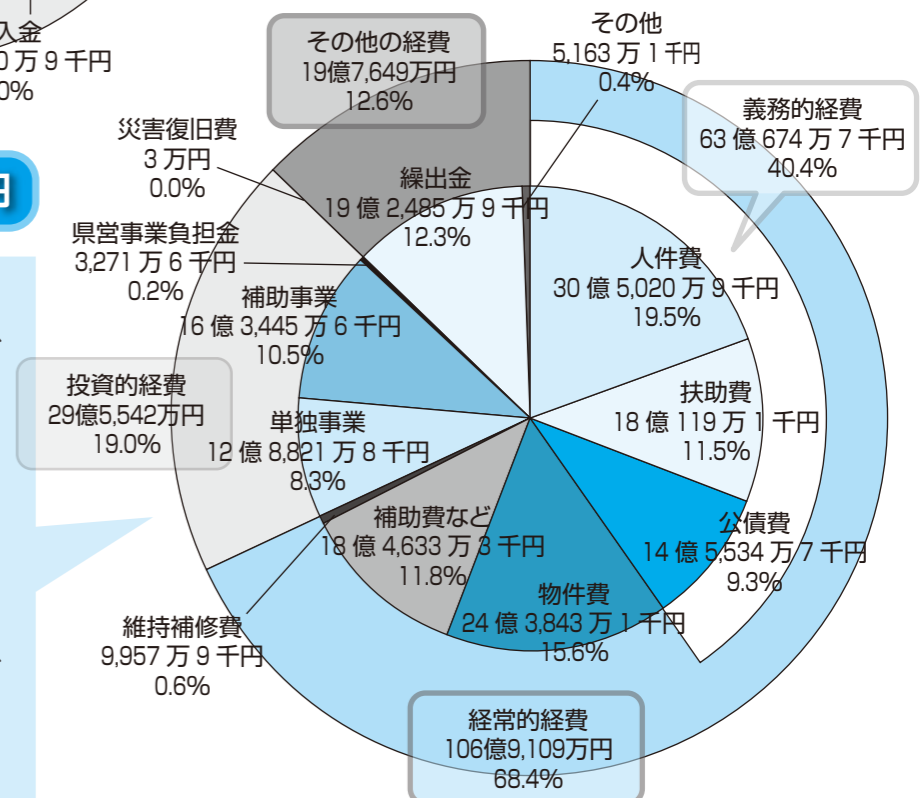 入金
0万9千円
0%
円
その他の経費
19億7,649万円
12.6%
その他
5,163万1千円
0.4%
義務的経費
63億674万7千円
40.4%
災害復旧費
3万円
0.0%
繰出金
19億2,485万9千円
12.3%
県営事業負担金
3,271万6千円
0.2%
人件費
30億5,020万9千円
19.5%
補助事業
16億3,445万6千円
10.5%
投資的経費
29億5,542万円
19.0%
扶助費
18億119万1千円
11.5%
単独事業
12億8,821万8千円
8.3%
補助費など
18億4,633万3千円
11.8%
公債費
14億5,534万7千円
9.3%
物件費
24億3,843万1千円
15.6%
維持補修費
9,957万9千円
0.6%
経常的経費
106億9,109万円
68.4%